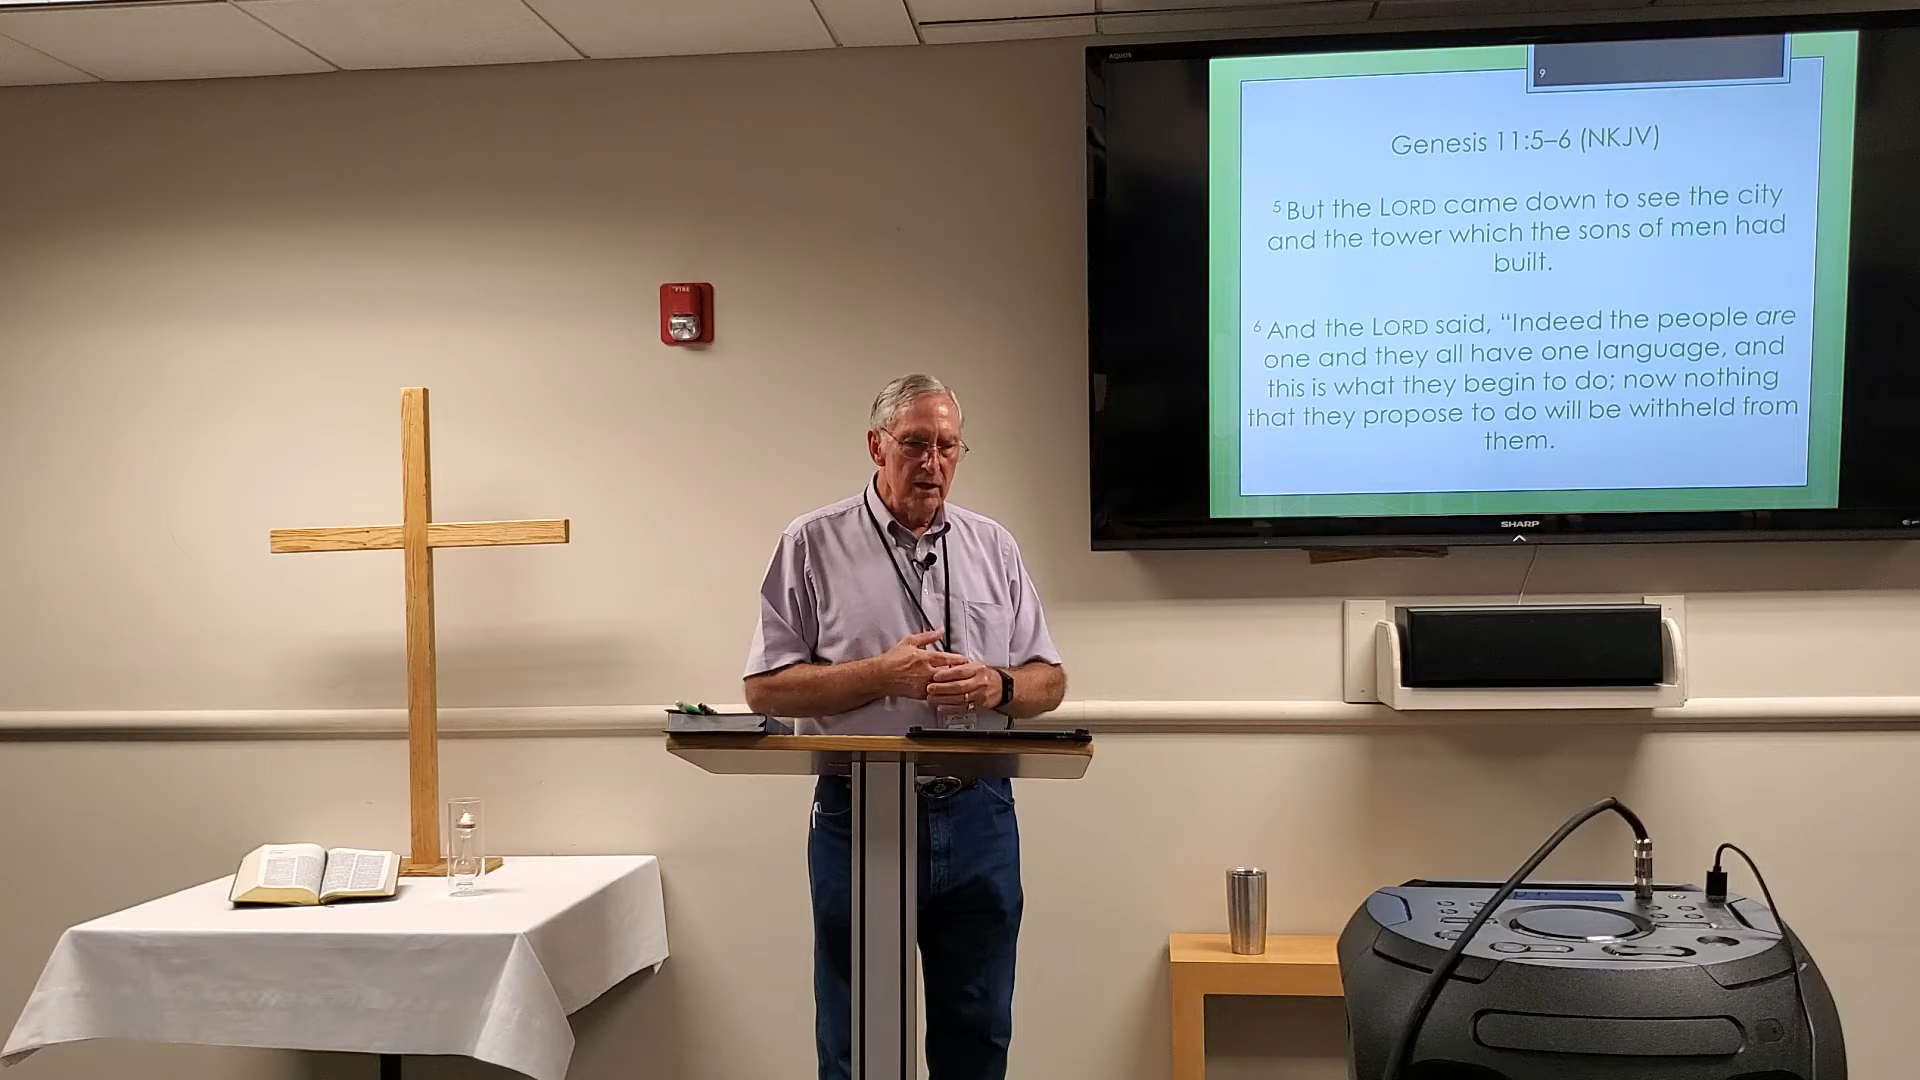 AQUOS
9
Genesis 11:5–6 (NKJV)
5 But the LORD came down to see the city
and the tower which the sons of men had
built.
6 And the LORD said, “Indeed the people are
one and they all have one language, and
this is what they begin to do; now nothing
that they propose to do will be withheld from
them.
SHARP
FIRE